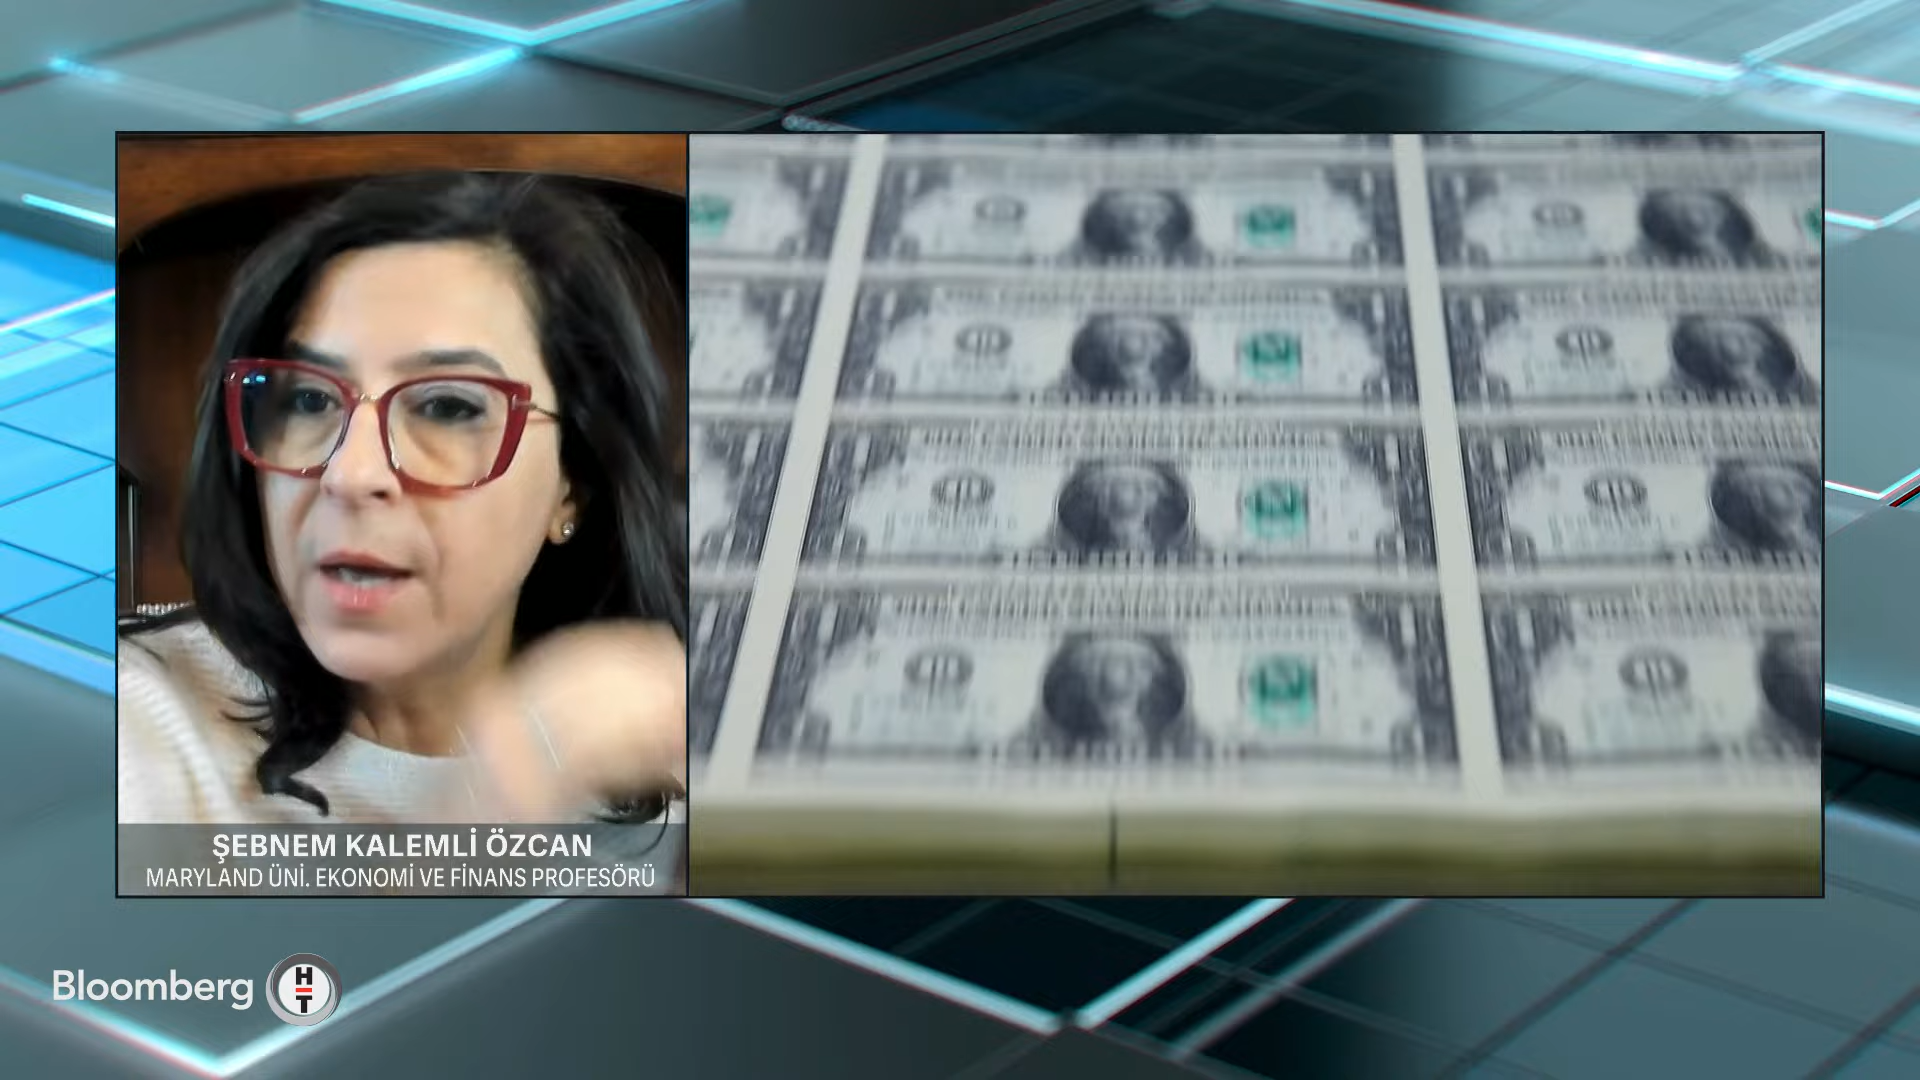 ŞEBNEM KALEMLİ ÖZCAN
MARYLAND ÜNİ. EKONOMİ VE FİNANS PROFESÖRÜ
Bloomberg HT